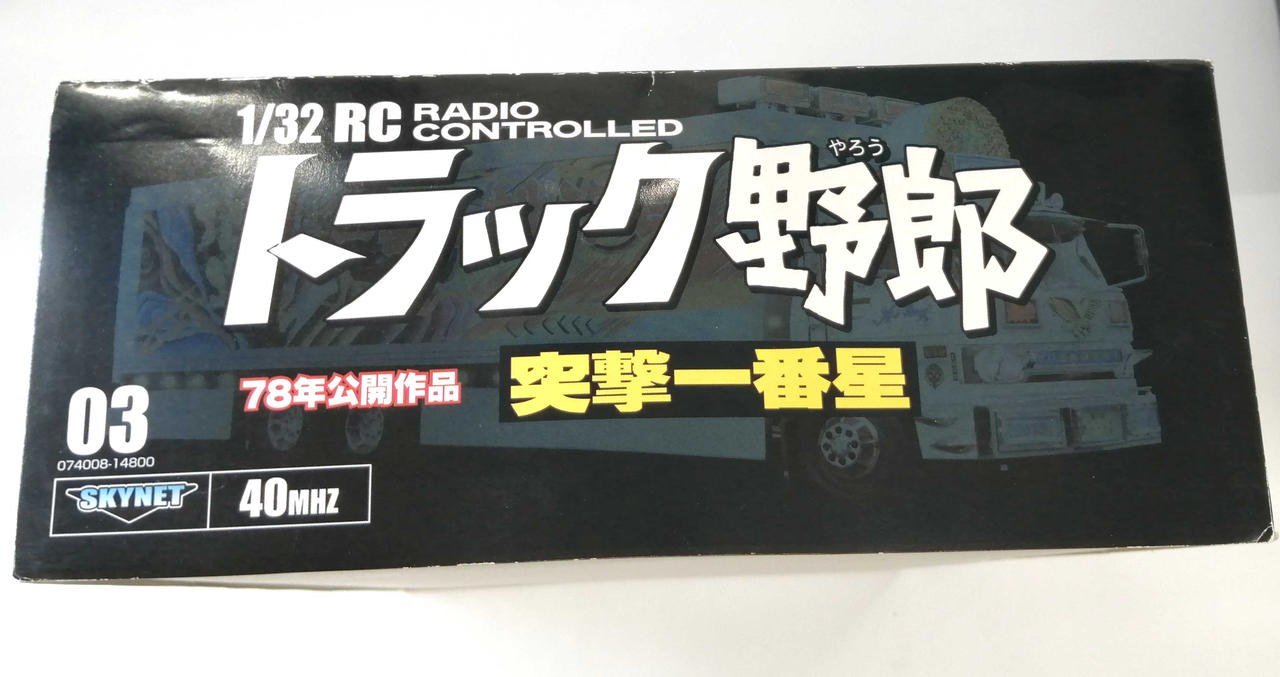 1/32 RC RADIO CONTROLLED
やろう
トラック野郎
78年公開作品 突撃一番星
03
074008-14800
SKYNET 40MHZ